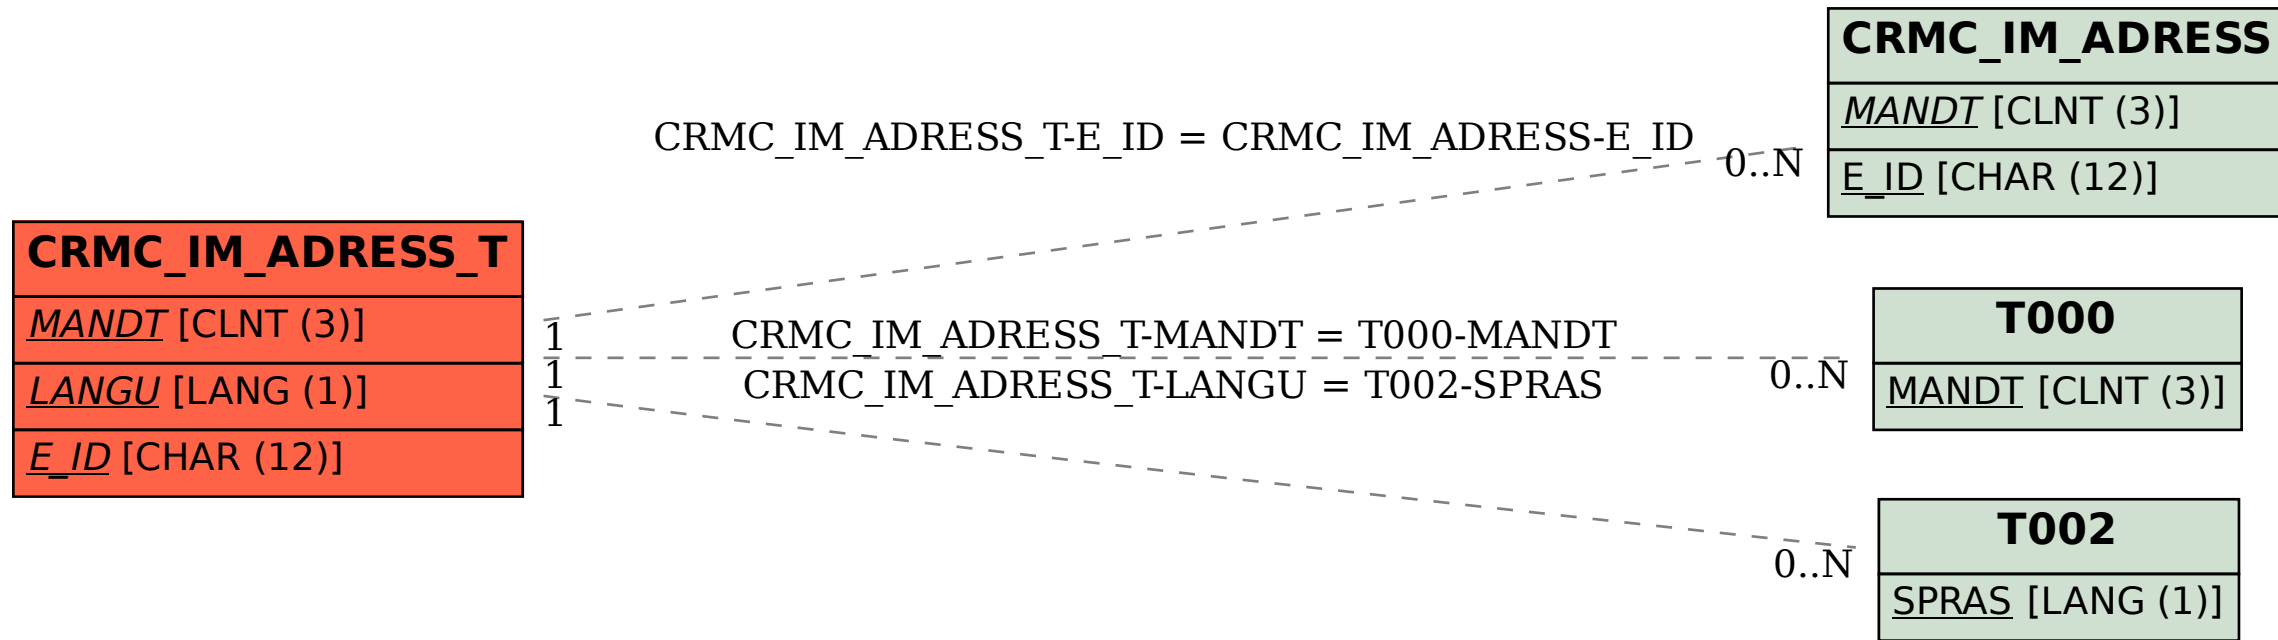 CRMC_IM_ADRESS
MANDT [CLNT (3)]
E_ID [CHAR (12)]
CRMC_IM_ADRESS_T-E_ID = CRMC_IM_ADRESS-E_ID
0..N
CRMC_IM_ADRESS_T
MANDT [CLNT (3)]
LANGU [LANG (1)]
E_ID [CHAR (12)]
1
CRMC_IM_ADRESS_T-MANDT = T000-MANDT
1
0..N
CRMC_IM_ADRESS_T-LANGU = T002-SPRAS
1
0..N
T000
MANDT [CLNT (3)]
T002
SPRAS [LANG (1)]